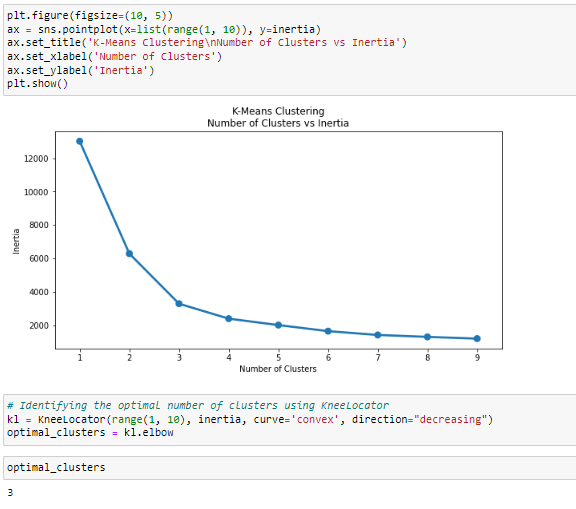 plt.figure(figsize=(10, 5))
ax = sns.pointplot(x=list(range(1, 10)), y=inertia)
ax.set_title('K-Means Clustering\nNumber of Clusters vs Inertia')
ax.set_xlabel('Number of Clusters')
ax.set_ylabel('Inertia')
plt.show()
K-Means Clustering
Number of Clusters vs Inertia
12000
10000
8000
6000
4000
2000
Inertia
1 2 3 4 5 6 7 8 9
Number of Clusters
# Identifying the optimal number of clusters using KneeLocator
kl = KneeLocator(range(1, 10), inertia, curve='convex', direction="decreasing")
optimal_clusters = kl.elbow
optimal_clusters
3